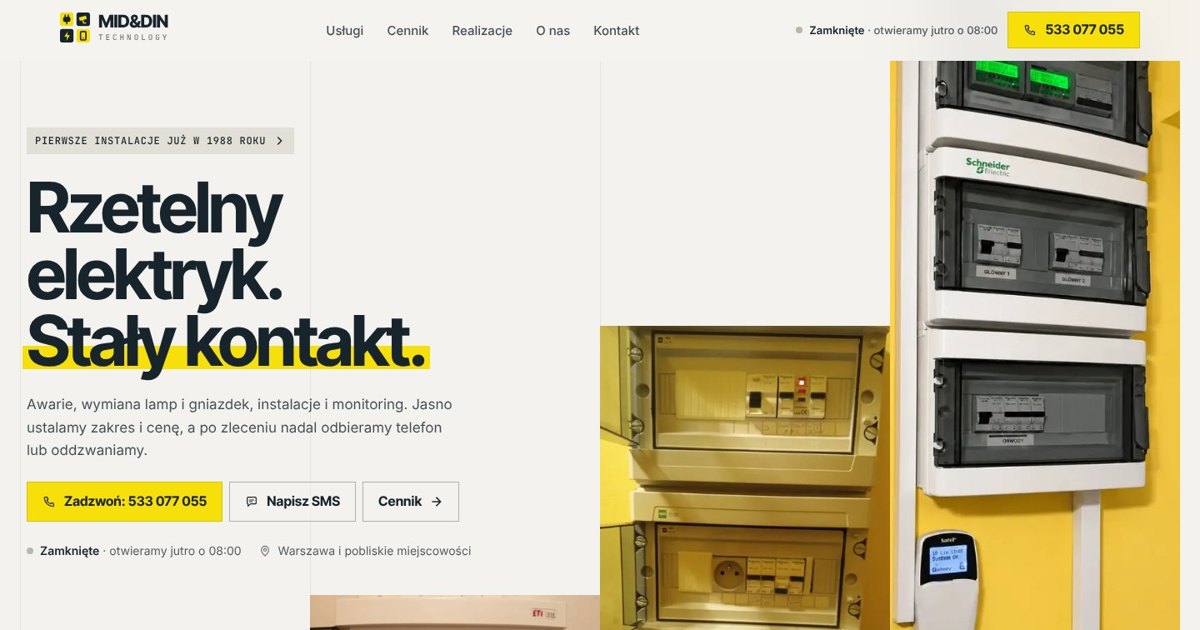 MID&DIN
TECHNOLOGY
Usługi
Cennik
Realizacje
O nas
Kontakt
Zamknięte · otwieramy jutro o 08:00
533 077 055
PIERWSZE INSTALACJE JUŻ W 1988 ROKU
Rzetelny
elektryk.
Stały kontakt.
Awarie, wymiana lamp i gniazdek, instalacje i monitoring. Jasno
ustalamy zakres i cenę, a po zleceniu nadal odbieramy telefon
lub oddzwaniamy.
Zadzwoń: 533 077 055
Napisz SMS
Cennik
Zamknięte · otwieramy jutro o 08:00
Warszawa i pobliskie miejscowości
Schneider
Electric
GŁÓWNY 1
GŁÓWNY 2
OBWODY
Satel
System OK
ETI